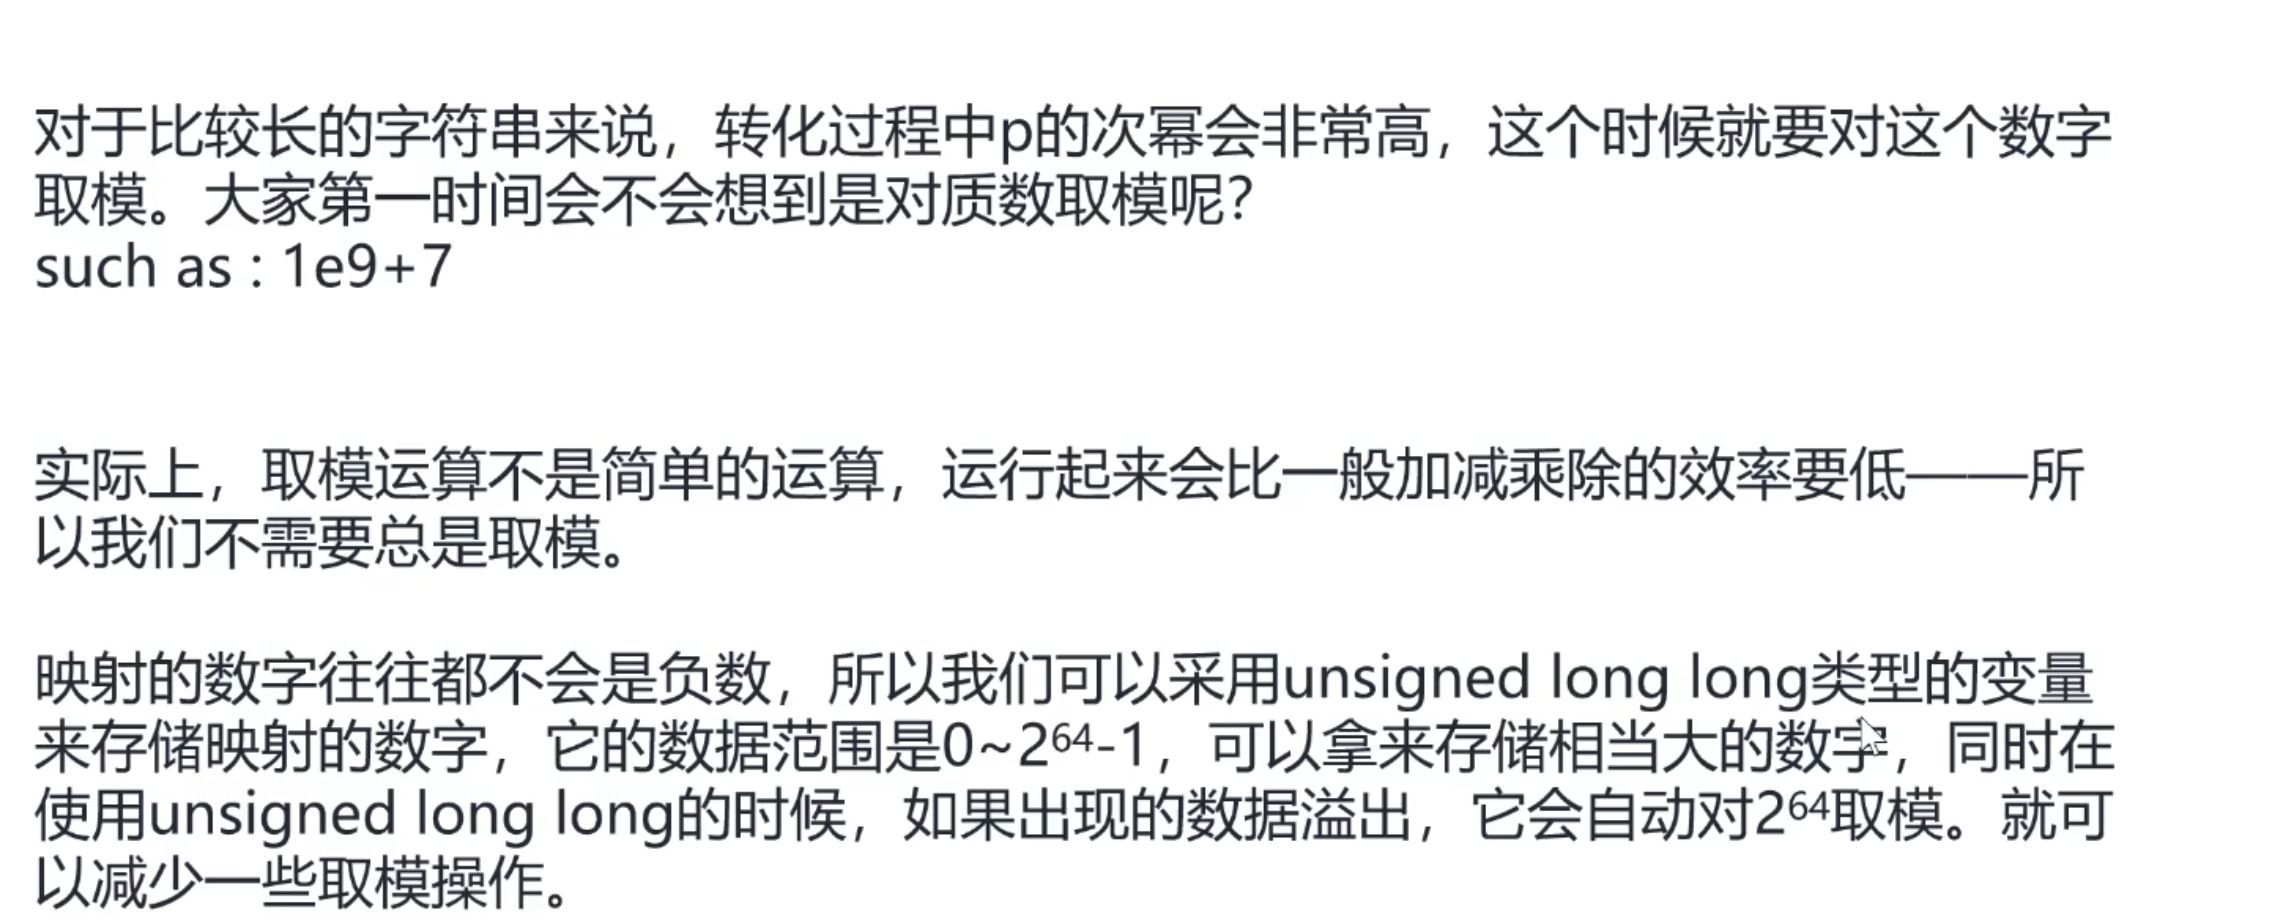 对于比较长的字符串来说，转化过程中p的次幂会非常高，这个时候就要对这个数字
取模。大家第一时间会不会想到是对质数取模呢？
such as : 1e9+7
实际上，取模运算不是简单的运算，运行起来会比一般加减乘除的效率要低——所
以我们不需要总是取模。
映射的数字往往都不会是负数，所以我们可以采用unsigned long long类型的变量
来存储映射的数字，它的数据范围是0~2⁶⁴-1，可以拿来存储相当大的数字，同时在
使用unsigned long long的时候，如果出现的数据溢出，它会自动对2⁶⁴取模。就可
以减少一些取模操作。